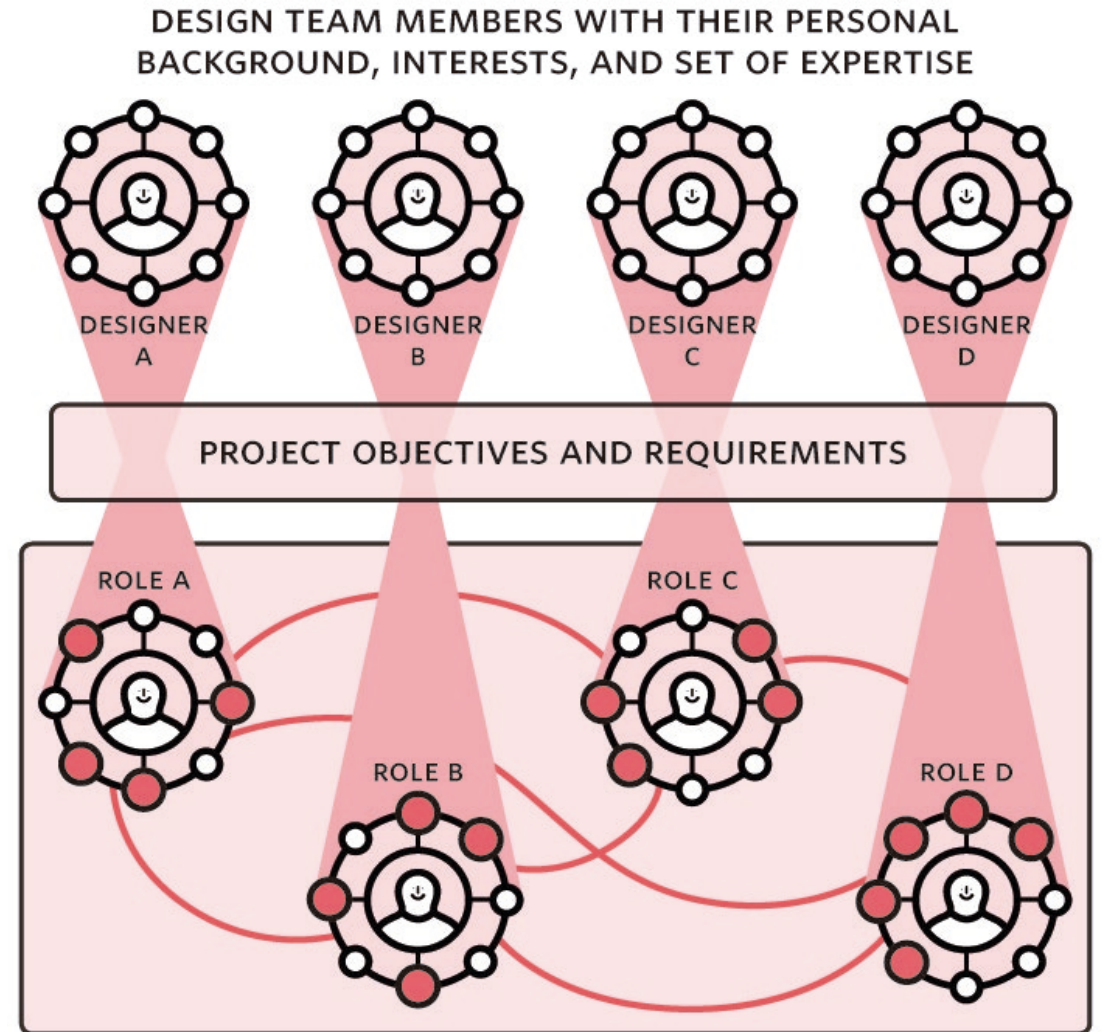 DESIGN TEAM MEMBERS WITH THEIR PERSONAL
BACKGROUND, INTERESTS, AND SET OF EXPERTISE
DESIGNER
A
DESIGNER
B
DESIGNER
C
DESIGNER
D
PROJECT OBJECTIVES AND REQUIREMENTS
ROLE A
ROLE C
ROLE B
ROLE D